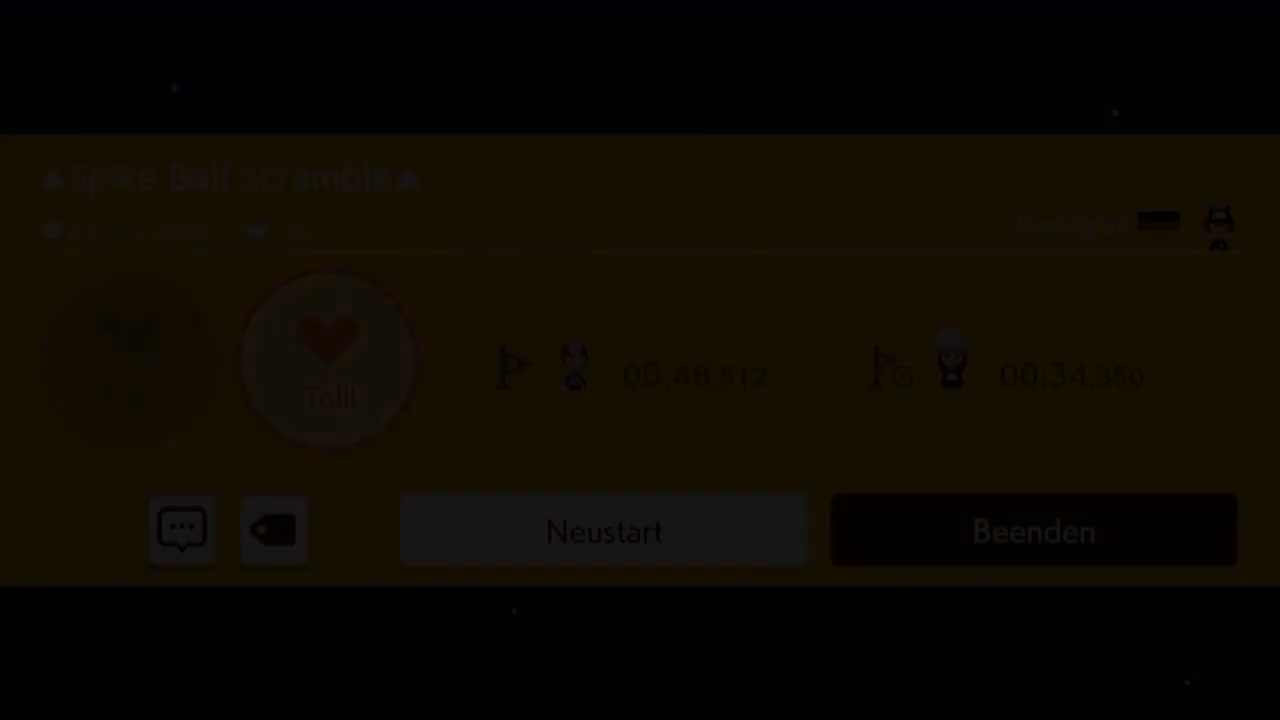 ▲Spike Ball Scramble▲
Toll!
00:48,512
00:34,350
Neustart
Beenden